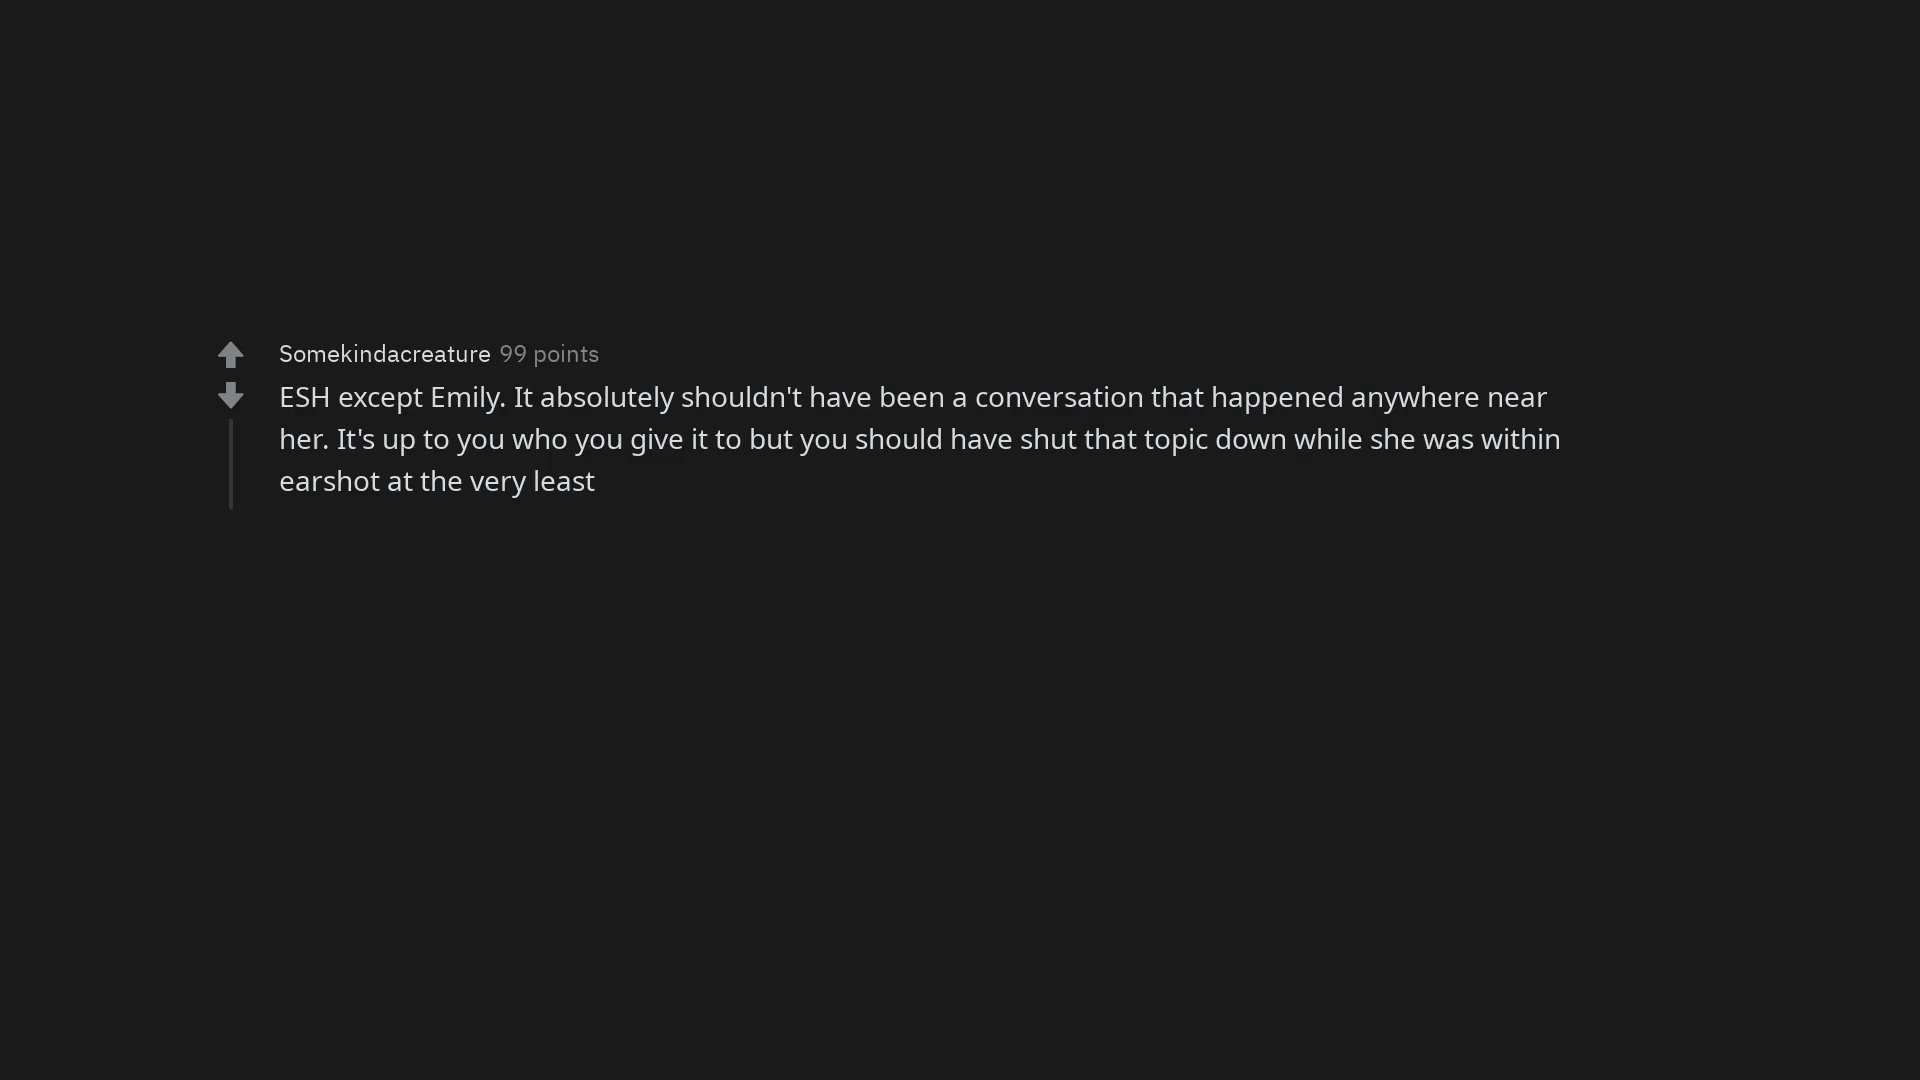 Somekindacreature 99 points
ESH except Emily. It absolutely shouldn't have been a conversation that happened anywhere near
her. It's up to you who you give it to but you should have shut that topic down while she was within
earshot at the very least